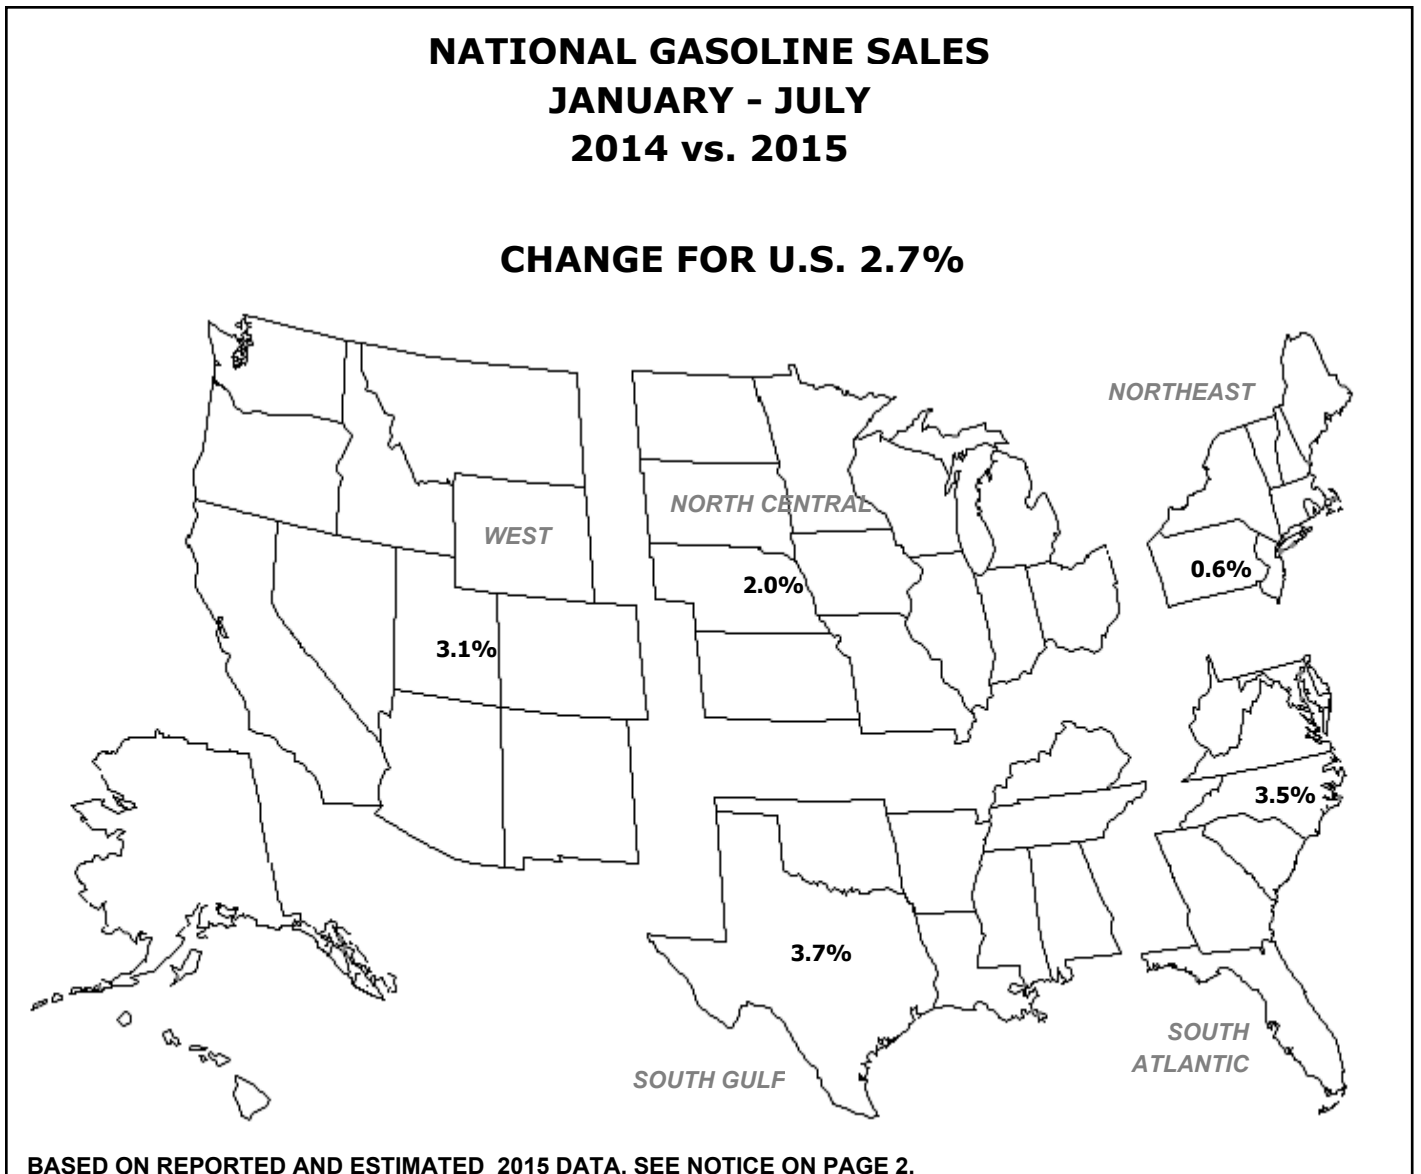 NATIONAL GASOLINE SALES
JANUARY - JULY
2014 vs. 2015
CHANGE FOR U.S. 2.7%
NORTHEAST
NORTH CENTRAL
WEST
0.6%
2.0%
3.1%
3.5%
3.7%
SOUTH
ATLANTIC
SOUTH GULF
BASED ON REPORTED AND ESTIMATED  2015 DATA. SEE NOTICE ON PAGE 2.